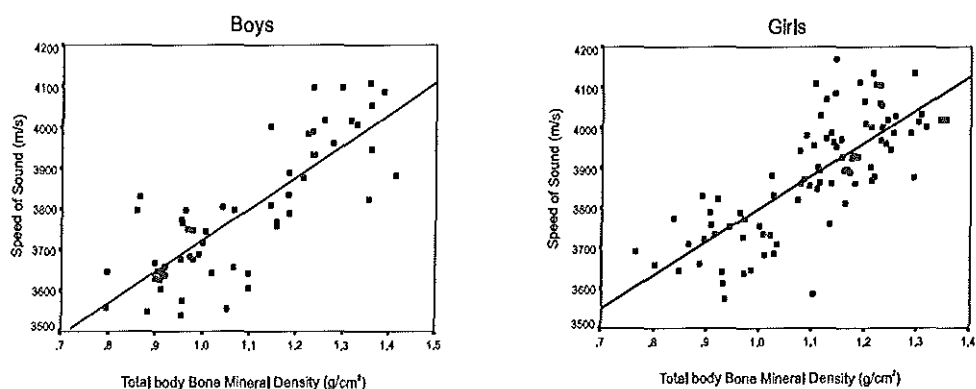 Boys
4200
4100
4000
3900
3800
3700
3600
3500
Speed of Sound (m/s)
,7 ,8 ,9 1,0 1,1 1,2 1,3 1,4 1,5
Total body Bone Mineral Density (g/cm²)
Girls
4200
4100
4000
3900
3800
3700
3600
3500
Speed of Sound (m/s)
,7 ,8 ,9 1,0 1,1 1,2 1,3 1,4
Total body Bone Mineral Density (g/cm²)